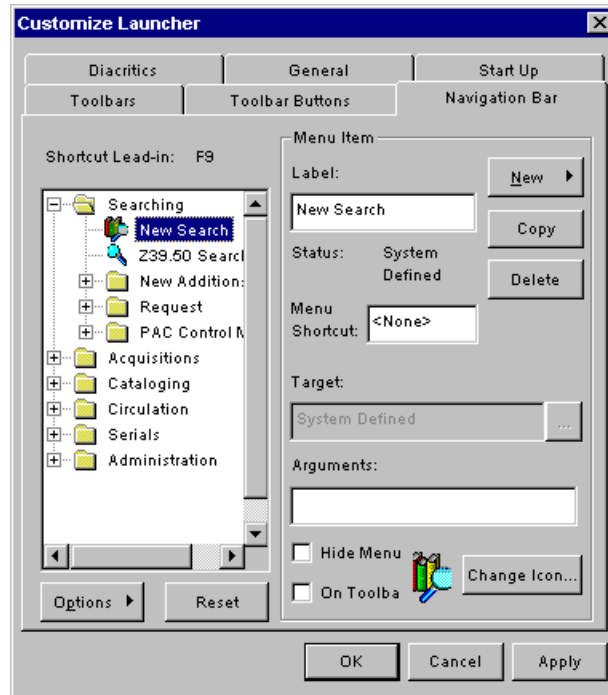 Customize Launcher
Diacritics
General
Start Up
Toolbars
Toolbar Buttons
Navigation Bar
Shortcut Lead-in: F9
Searching
New Search
Z39.50 Searcl
New Addition:
Request
PAC Control M
Acquisitions
Cataloging
Circulation
Serials
Administration
Options
Reset
Menu Item
Label:
New Search
Status: System
Defined
Menu
Shortcut:
<None>
Target:
System Defined
...
Arguments:
Hide Menu
On Toolba
New
Copy
Delete
Change Icon...
OK
Cancel
Apply